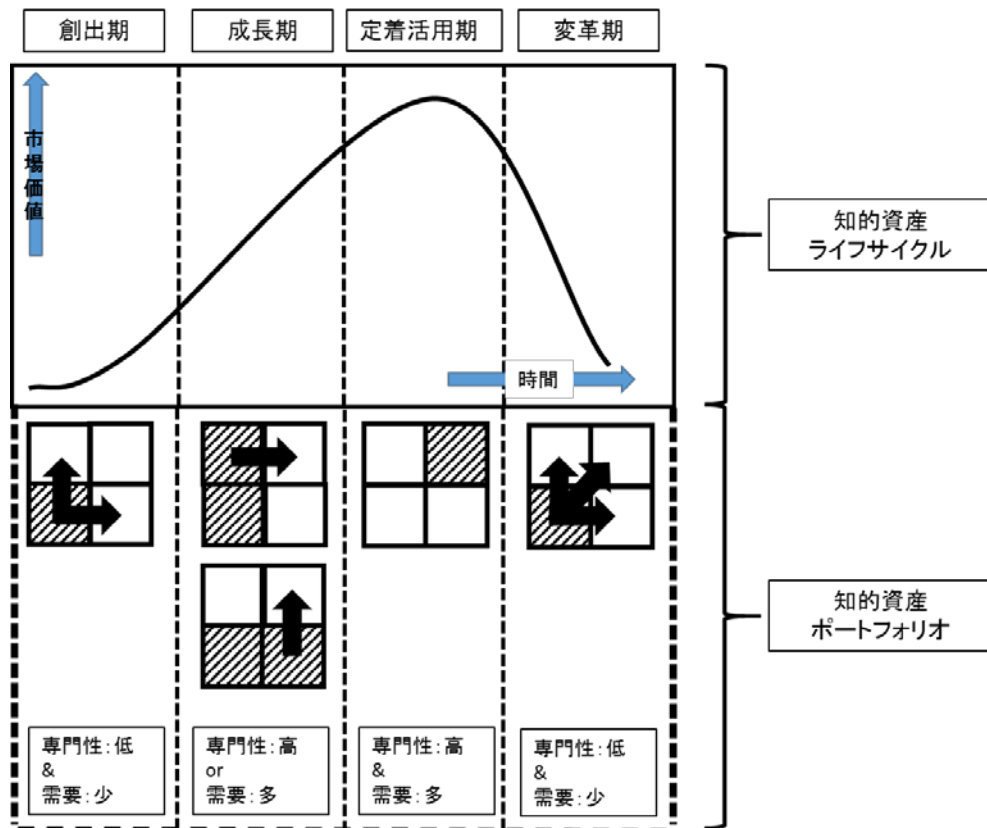 創出期
成長期
定着活用期
変革期
市場価値
時間
知的資産
ライフサイクル
知的資産
ポートフォリオ
専門性:低
&
需要:少
専門性:高
or
需要:多
専門性:高
&
需要:多
専門性:低
&
需要:少